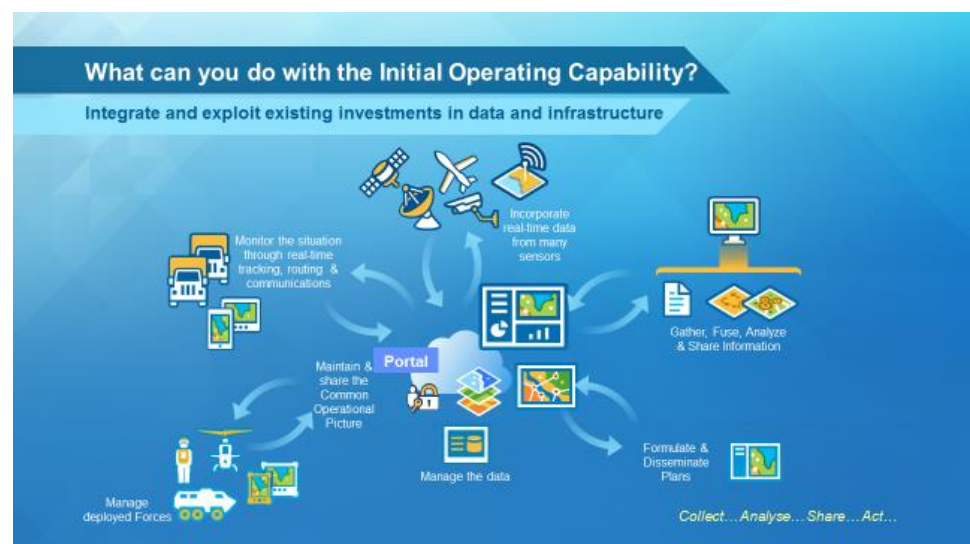 What can you do with the Initial Operating Capability?
Integrate and exploit existing investments in data and infrastructure
Incorporate
real-time data
from many
sensors
Monitor the situation
through real-time
tracking, routing &
communications
Gather, Fuse, Analyze
& Share Information
Portal
Maintain &
share the
Common
Operational
Picture
Manage the data
Formulate &
Disseminate
Plans
Manage
deployed Forces
Collect... Analyse... Share... Act...